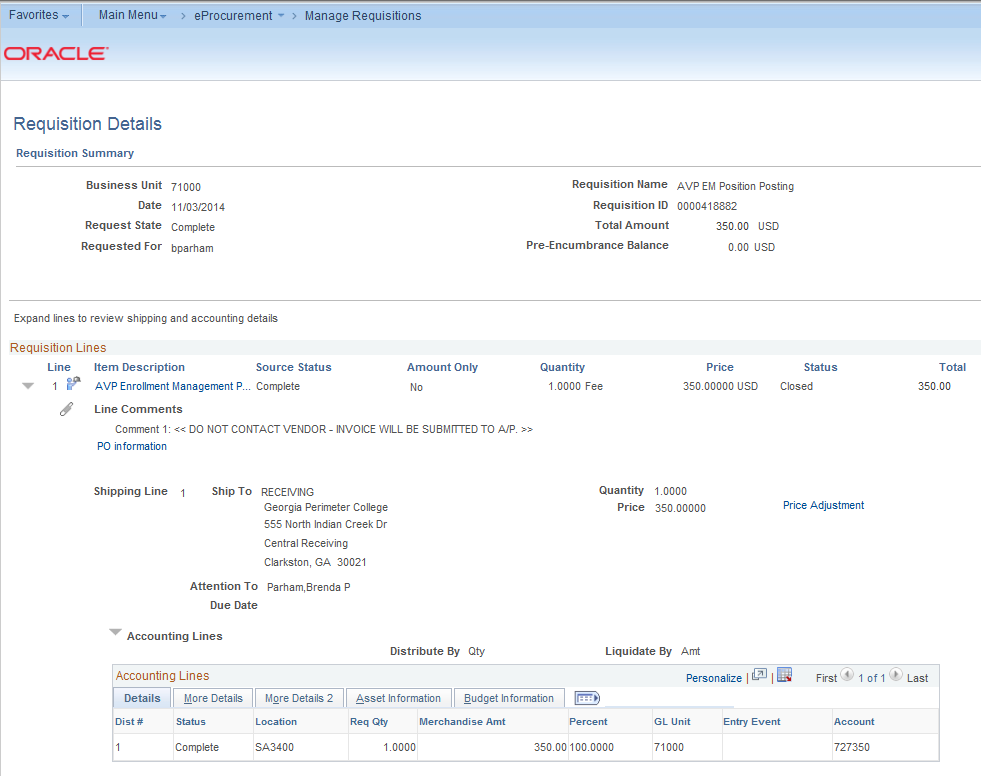 Favorites Main Menu > eProcurement > Manage Requisitions
ORACLE
Requisition Details
Requisition Summary
Business Unit 71000 Requisition Name AVP EM Position Posting
Date 11/03/2014 Requisition ID 0000418882
Request State Complete Total Amount 350.00 USD
Requested For bparham Pre-Encumbrance Balance 0.00 USD
Expand lines to review shipping and accounting details
Requisition Lines
Line Item Description Source Status Amount Only Quantity Price Status Total
1 AVP Enrollment Management P... Complete No 1.0000 Fee 350.00000 USD Closed 350.00
Line Comments
Comment 1: << DO NOT CONTACT VENDOR - INVOICE WILL BE SUBMITTED TO A/P. >>
PO information
Shipping Line 1 Ship To RECEIVING Quantity 1.0000
Georgia Perimeter College Price 350.00000 Price Adjustment
555 North Indian Creek Dr
Central Receiving
Clarkston, GA 30021
Attention To Parham,Brenda P
Due Date
Accounting Lines
Distribute By Qty Liquidate By Amt
Accounting Lines Personalize | | First 1 of 1 Last
Details More Details More Details 2 Asset Information Budget Information
Dist # Status Location Req Qty Merchandise Amt Percent GL Unit Entry Event Account
1 Complete SA3400 1.0000 350.00 100.0000 71000 727350